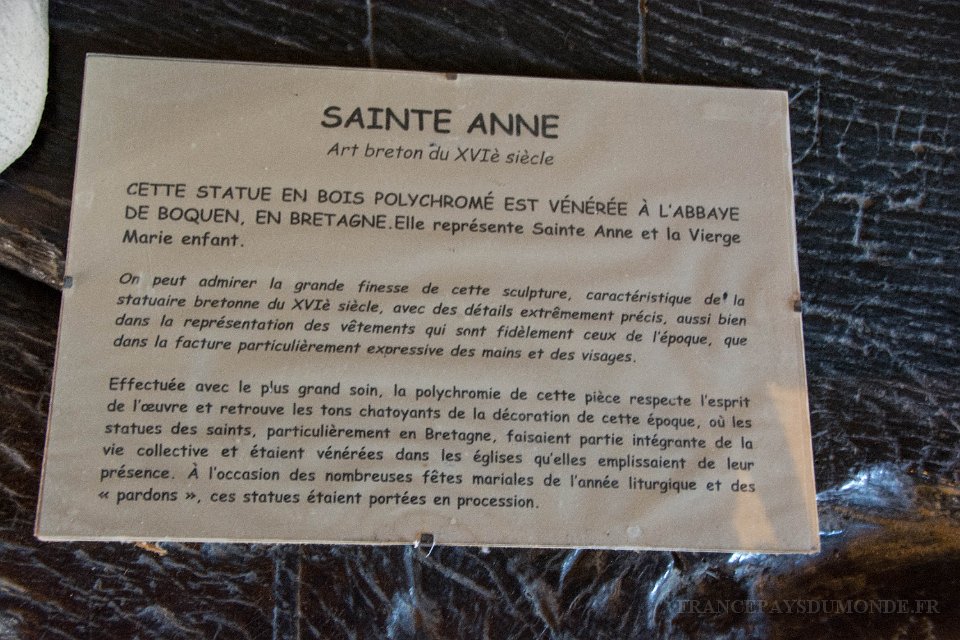 SAINTE ANNE
Art breton du XVIè siècle
CETTE STATUE EN BOIS POLYCHROMÉ EST VÉNÉRÉE À L'ABBAYE
DE BOQUEN, EN BRETAGNE.Elle représente Sainte Anne et la Vierge
Marie enfant.
On peut admirer la grande finesse de cette sculpture, caractéristique de la
statuaire bretonne du XVIè siècle, avec des détails extrêmement précis, aussi bien
dans la représentation des vêtements qui sont fidèlement ceux de l'époque, que
dans la facture particulièrement expressive des mains et des visages.
Effectuée avec le plus grand soin, la polychromie de cette pièce respecte l'esprit
de l'œuvre et retrouve les tons chatoyants de la décoration de cette époque, où les
statues des saints, particulièrement en Bretagne, faisaient partie intégrante de la
vie collective et étaient vénérées dans les églises qu'elles emplissaient de leur
présence. À l'occasion des nombreuses fêtes mariales de l'année liturgique et des
« pardons », ces statues étaient portées en procession.
FRANCEPAYSDUMONDE.FR